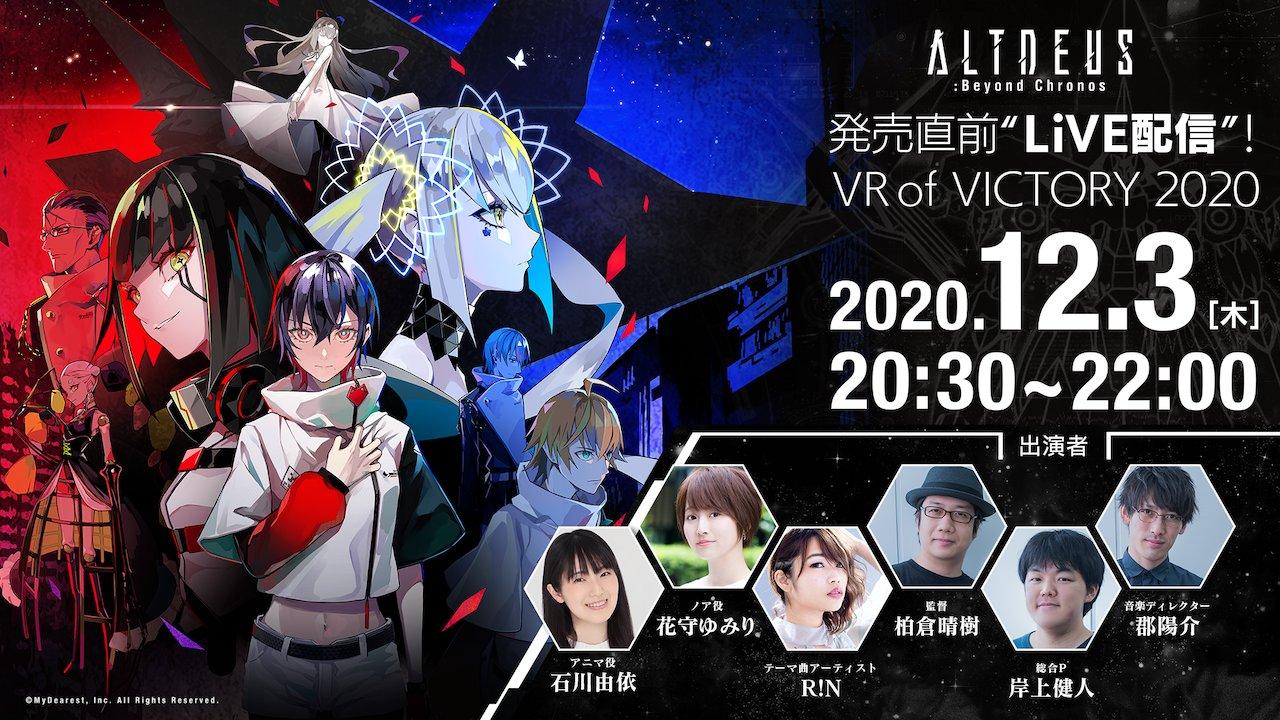 ALTDEUS
:Beyond Chronos
発売直前“LiVE配信”!
VR of VICTORY 2020
2020.12.3[木]
20:30~22:00
出演者
アニマ役
石川由依
ノア役
花守ゆみり
テーマ曲アーティスト
R!N
監督
柏倉晴樹
総合P
岸上健人
音楽ディレクター
郡陽介
©MyDearest, Inc. All Rights Reserved.